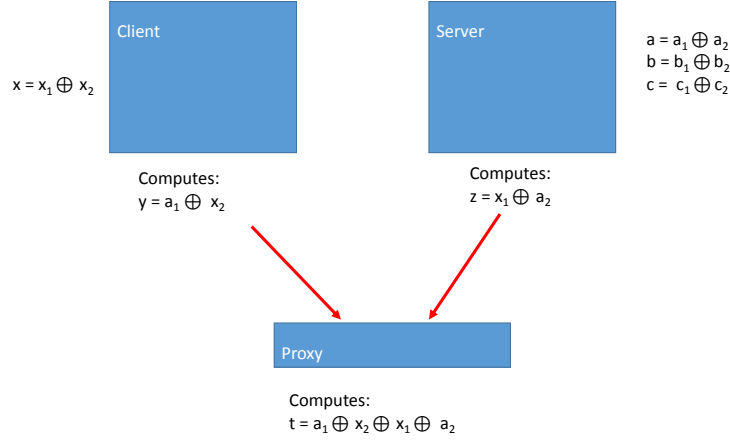 Client
Server
x = x₁ ⊕ x₂
a = a₁ ⊕ a₂
b = b₁ ⊕ b₂
c = c₁ ⊕ c₂
Computes:
y = a₁ ⊕ x₂
Computes:
z = x₁ ⊕ a₂
Proxy
Computes:
t = a₁ ⊕ x₂ ⊕ x₁ ⊕ a₂